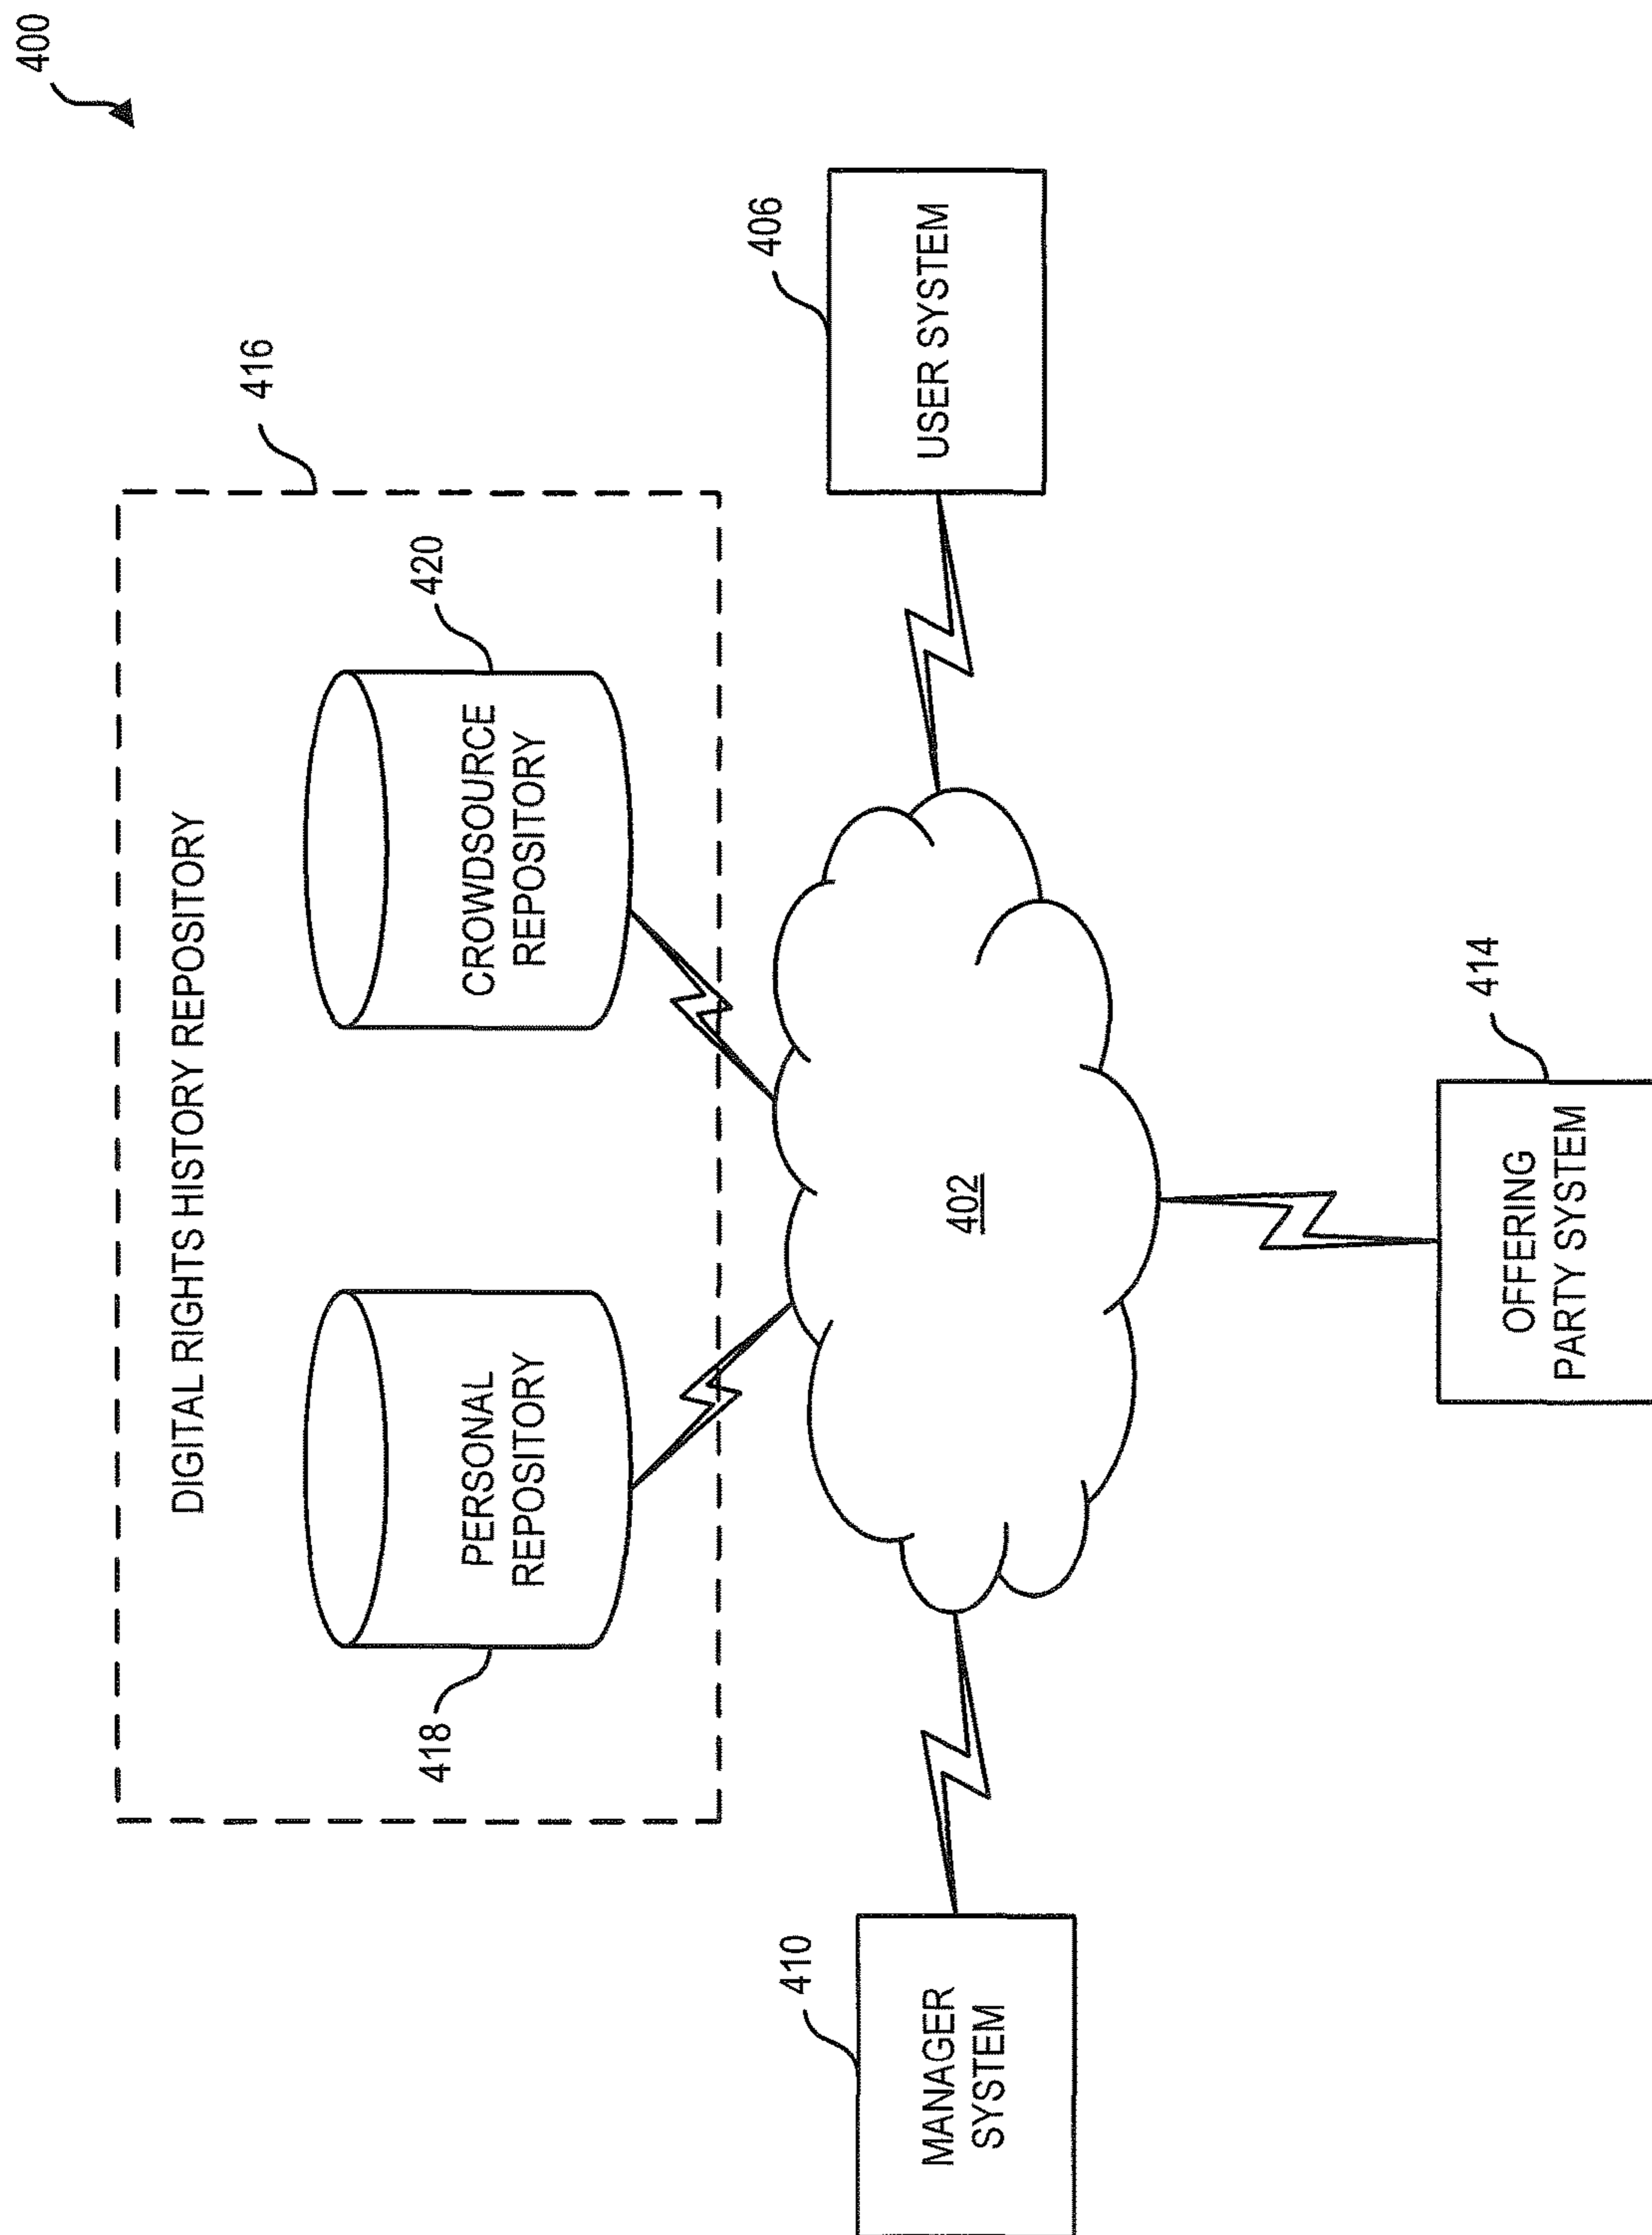 400
DIGITAL RIGHTS HISTORY REPOSITORY
416
418
PERSONAL
REPOSITORY
CROWDSOURCE
REPOSITORY
420
410
MANAGER
SYSTEM
402
406
USER SYSTEM
414
OFFERING
PARTY SYSTEM